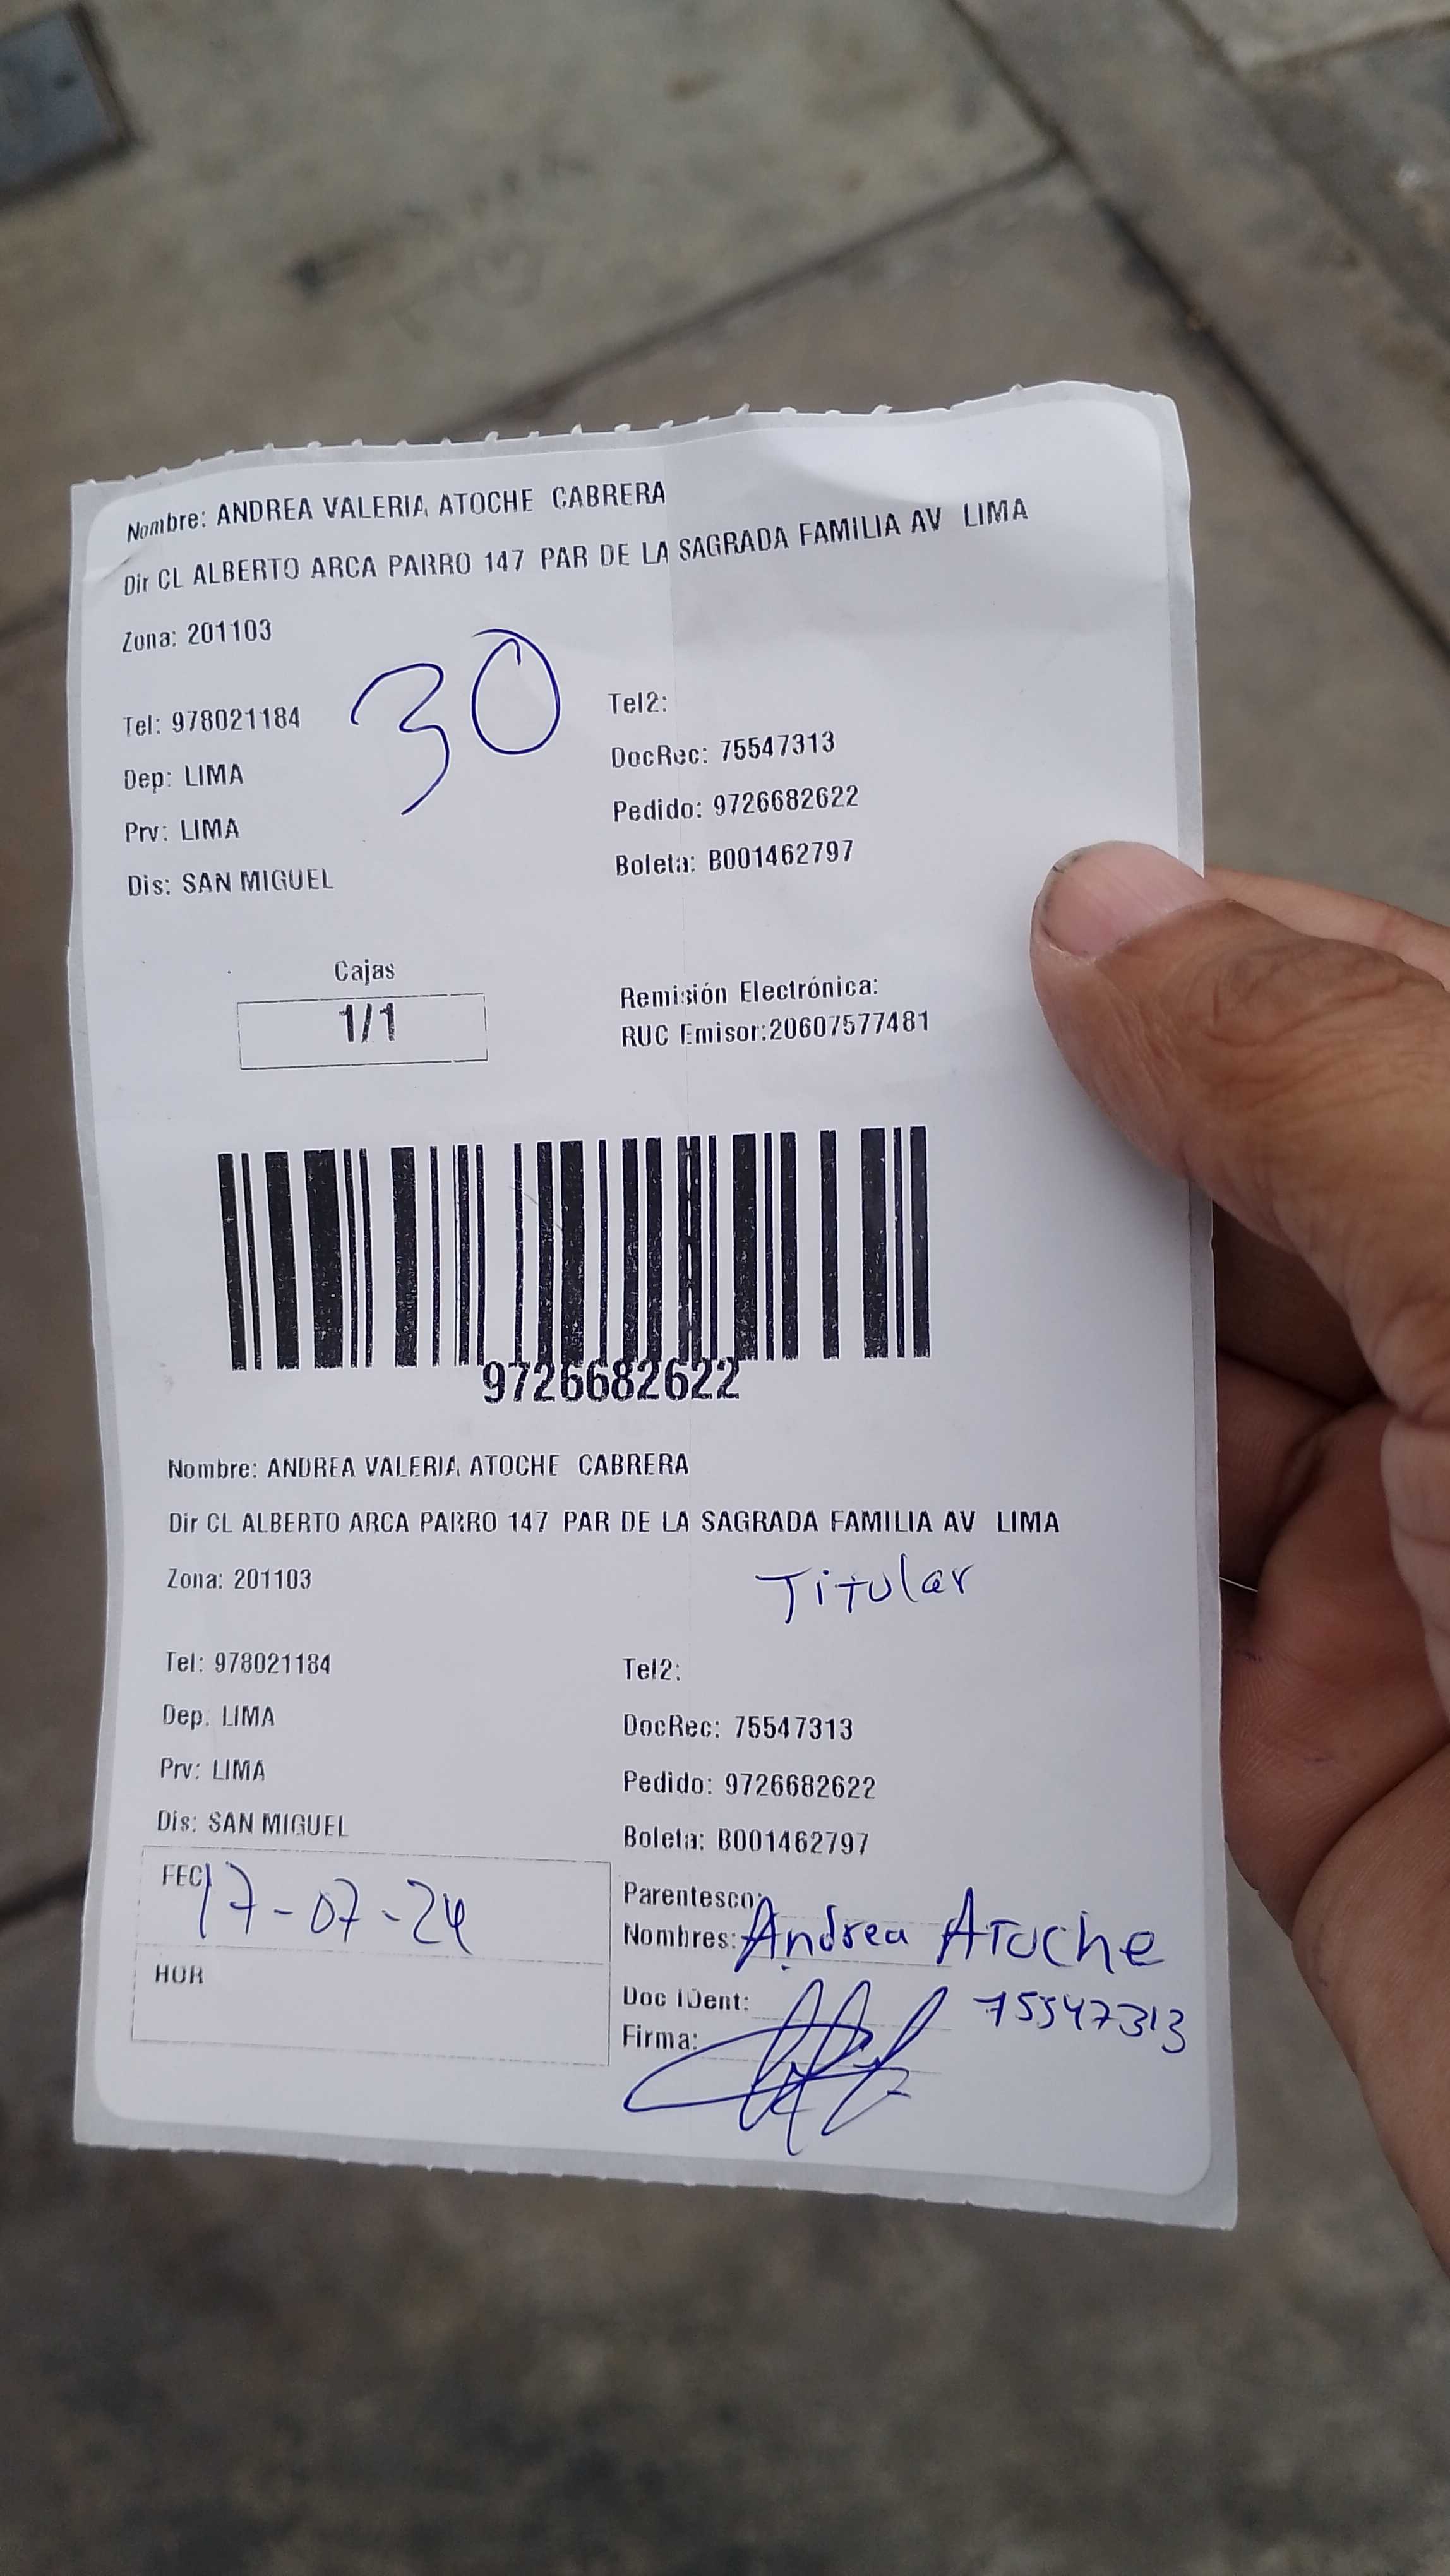 Nombre: ANDREA VALERIA ATOCHE CABRERA
Dir CL ALBERTO ARCA PARRO 147 PAR DE LA SAGRADA FAMILIA AV LIMA
Zona: 201103
30
Tel: 978021184 Tel2:
Dep: LIMA DocRec: 75547313
Prv: LIMA Pedido: 9726682622
Dis: SAN MIGUEL Boleta: B001462797
Cajas
1/1
Remisión Electrónica:
RUC Emisor:20607577481
9726682622
Nombre: ANDREA VALERIA ATOCHE CABRERA
Dir CL ALBERTO ARCA PARRO 147 PAR DE LA SAGRADA FAMILIA AV LIMA
Zona: 201103
Titular
Tel: 978021184 Tel2:
Dep. LIMA DocRec: 75547313
Prv: LIMA Pedido: 9726682622
Dis: SAN MIGUEL Boleta: B001462797
FEC 17-07-24
HOR
Parentesco:
Nombres: Andrea Atoche
Doc IDent: 75547313
Firma: